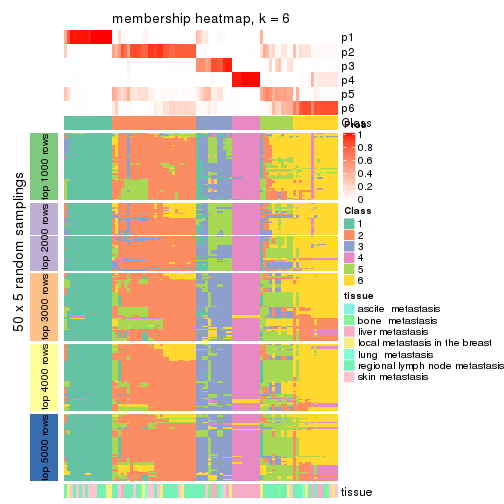 membership heatmap, k = 6
p1
p2
p3
p4
p5
p6
Class
Prob
1
0.8
0.6
0.4
0.2
0
Class
1
2
3
4
5
6
tissue
ascite metastasis
bone metastasis
liver metastasis
local metastasis in the breast
lung metastasis
regional lymph node metastasis
skin metastasis
50 x 5 random samplings
top 1000 rows
top 2000 rows
top 3000 rows
top 4000 rows
top 5000 rows
tissue